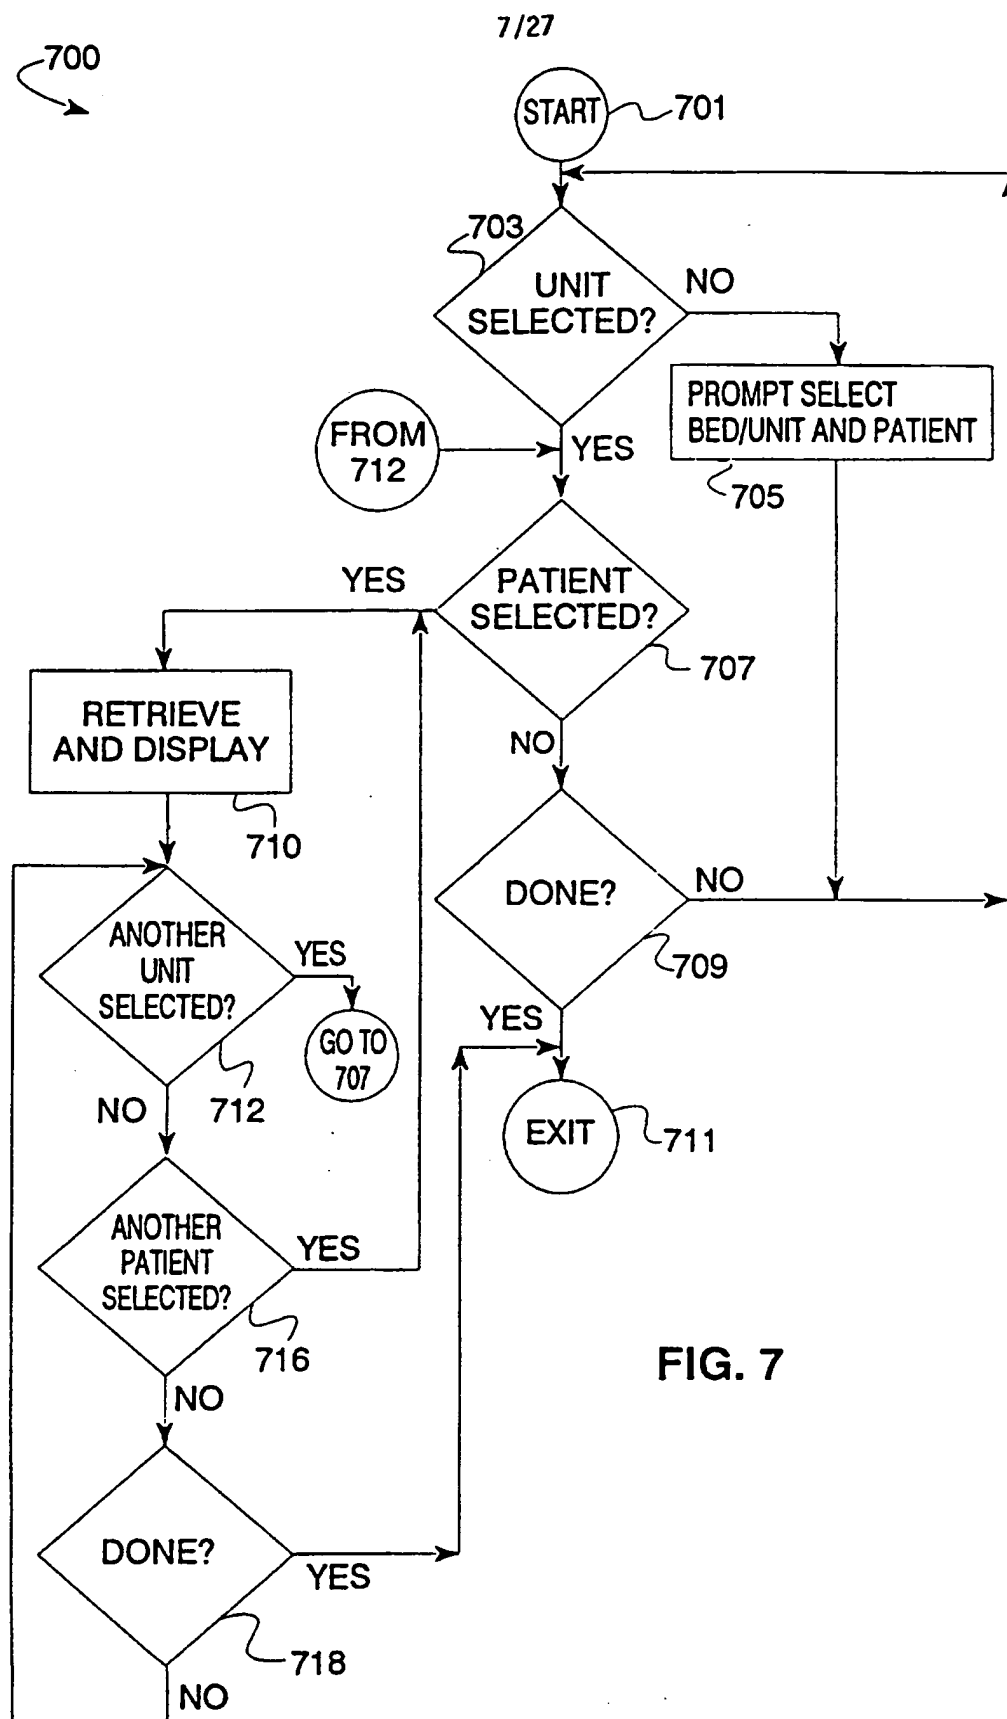 7/27
700
START
701
703
UNIT
SELECTED?
NO
PROMPT SELECT
BED/UNIT AND PATIENT
705
FROM
712
YES
YES
PATIENT
SELECTED?
707
RETRIEVE
AND DISPLAY
710
NO
DONE?
NO
709
ANOTHER
UNIT
SELECTED?
YES
GO TO
707
712
NO
YES
EXIT
711
ANOTHER
PATIENT
SELECTED?
YES
716
NO
FIG. 7
DONE?
YES
718
NO